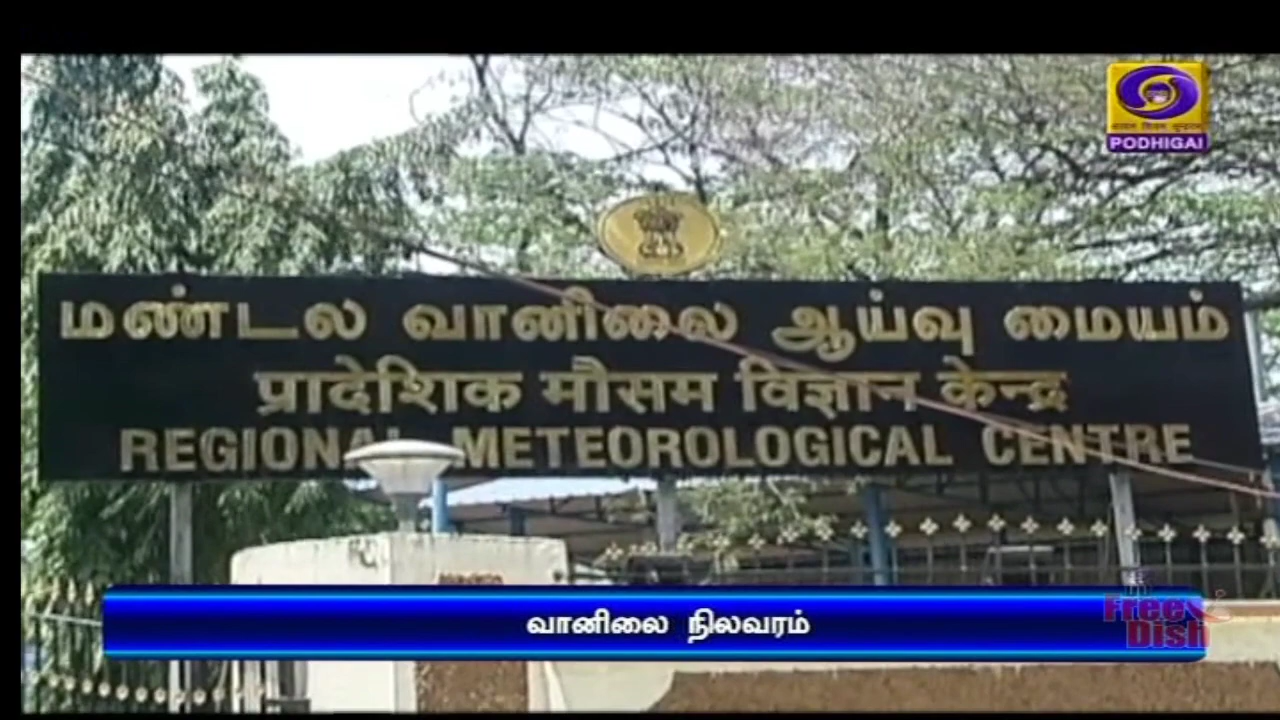 PODHIGAI
மண்டல வானிலை ஆய்வு மையம்
प्रादेशिक मौसम विज्ञान केन्द्र
REGIONAL METEOROLOGICAL CENTRE
வானிலை நிலவரம்
Free
Dish